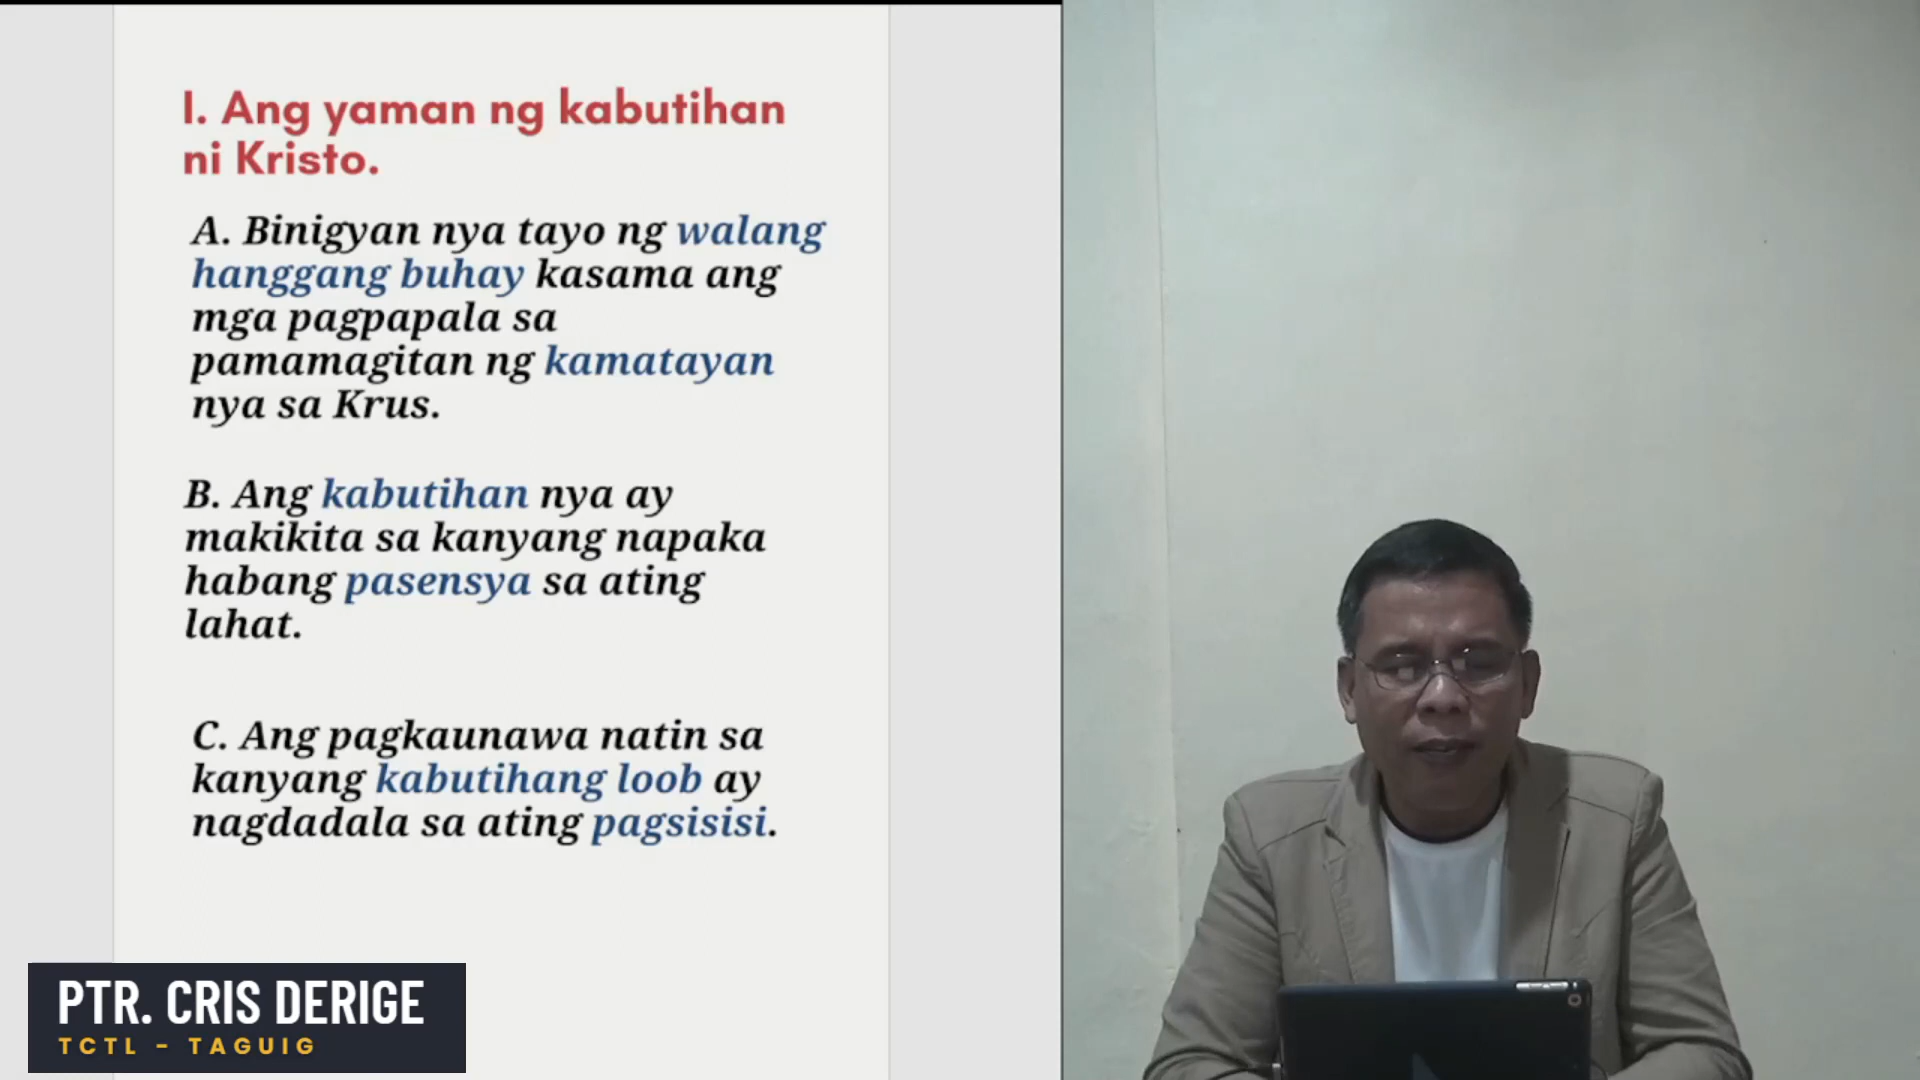 I. Ang yaman ng kabutihan
ni Kristo.
A. Binigyan nya tayo ng walang
hanggang buhay kasama ang
mga pagpapala sa
pamamagitan ng kamatayan
nya sa Krus.
B. Ang kabutihan nya ay
makikita sa kanyang napaka
habang pasensya sa ating
lahat.
C. Ang pagkaunawa natin sa
kanyang kabutihang loob ay
nagdadala sa ating pagsisisi.
PTR. CRIS DERIGE
TCTL - TAGUIG